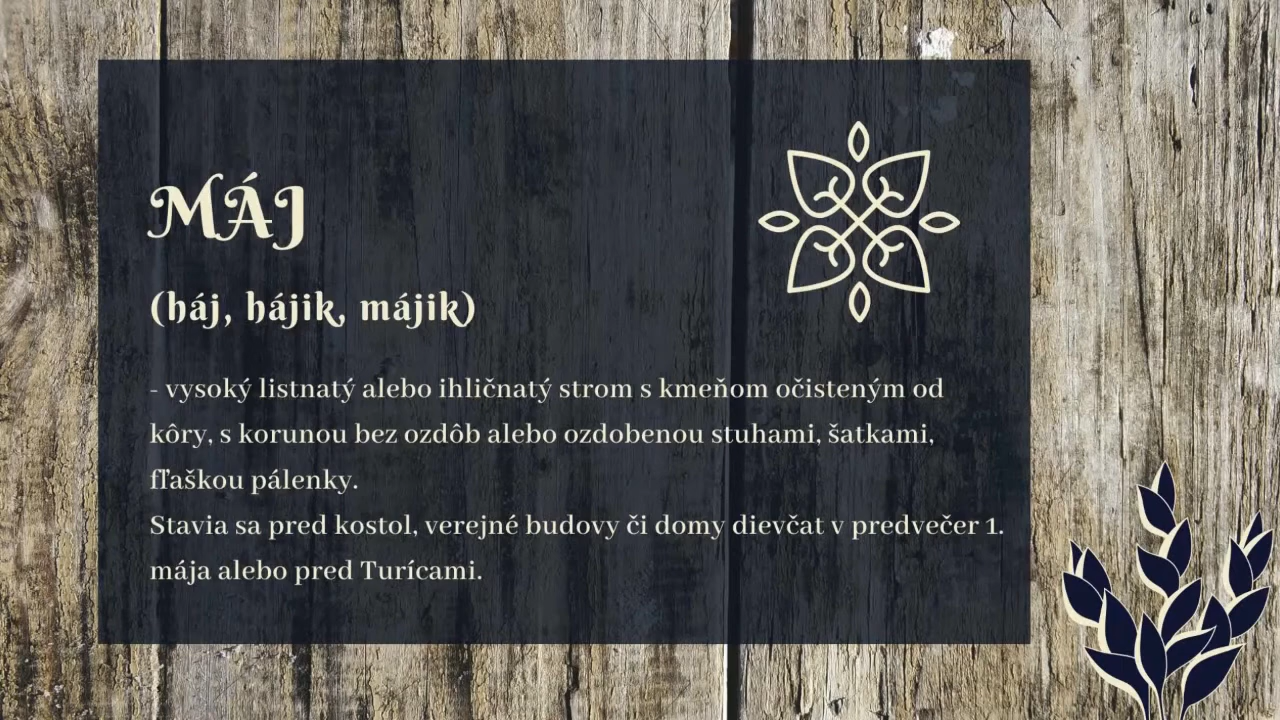 MÁJ
(háj, hájik, májik)
- vysoký listnatý alebo ihličnatý strom s kmeňom očisteným od
kôry, s korunou bez ozdôb alebo ozdobenou stuhami, šatkami,
fľaškou pálenky.
Stavia sa pred kostol, verejné budovy či domy dievčat v predvečer 1.
mája alebo pred Turícami.